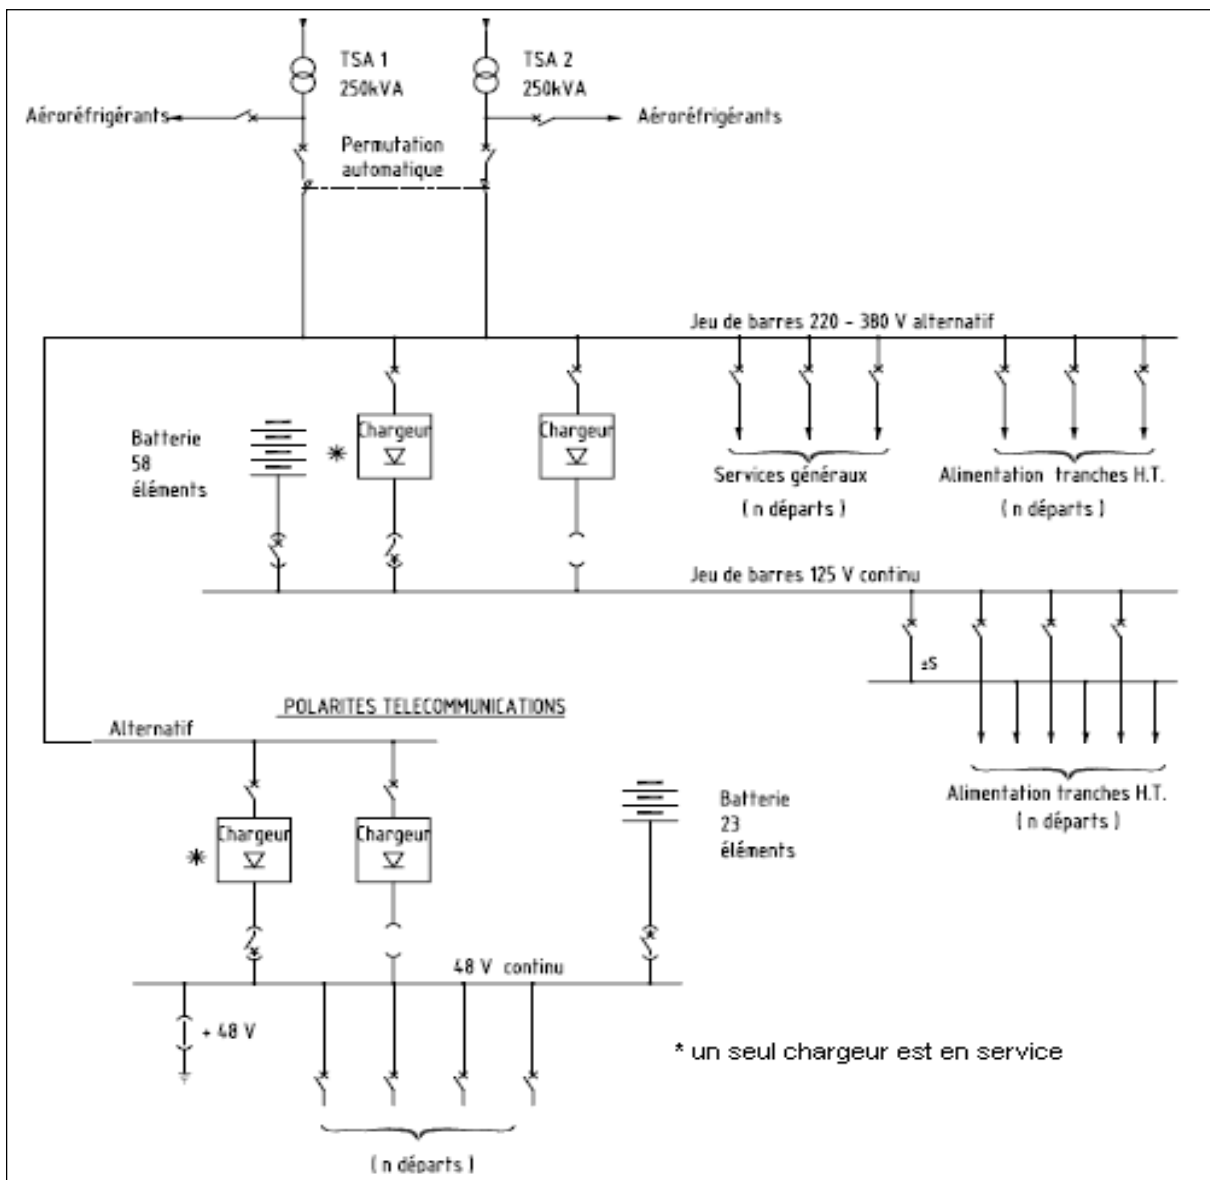 TSA 1
250kVA
TSA 2
250kVA
Aéroréfrigérants
Aéroréfrigérants
Permutation
automatique
Jeu de barres 220 - 380 V alternatif
Batterie
58
éléments
*
Chargeur
Chargeur
Services généraux
( n départs )
Alimentation tranches H.T.
( n départs )
Jeu de barres 125 V continu
±S
POLARITES TELECOMMUNICATIONS
Alternatif
Alimentation tranches H.T.
( n départs )
Batterie
23
éléments
*
Chargeur
Chargeur
48 V continu
+ 48 V
* un seul chargeur est en service
( n départs )